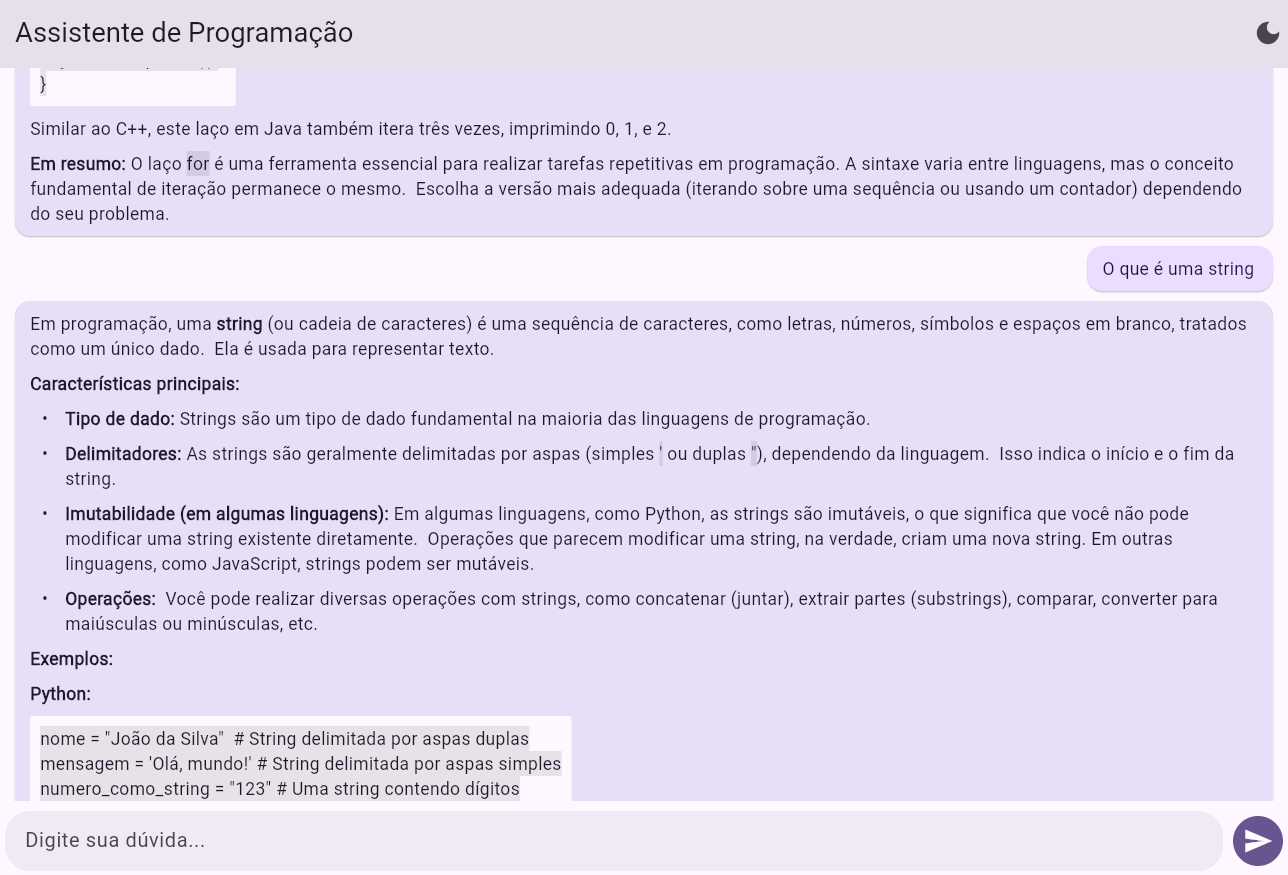 Assistente de Programação
}
Similar ao C++, este laço em Java também itera três vezes, imprimindo 0, 1, e 2.
Em resumo: O laço for é uma ferramenta essencial para realizar tarefas repetitivas em programação. A sintaxe varia entre linguagens, mas o conceito
fundamental de iteração permanece o mesmo.  Escolha a versão mais adequada (iterando sobre uma sequência ou usando um contador) dependendo
do seu problema.
O que é uma string
Em programação, uma string (ou cadeia de caracteres) é uma sequência de caracteres, como letras, números, símbolos e espaços em branco, tratados
como um único dado.  Ela é usada para representar texto.
Características principais:
• Tipo de dado: Strings são um tipo de dado fundamental na maioria das linguagens de programação.
• Delimitadores: As strings são geralmente delimitadas por aspas (simples ' ou duplas "), dependendo da linguagem.  Isso indica o início e o fim da
string.
• Imutabilidade (em algumas linguagens): Em algumas linguagens, como Python, as strings são imutáveis, o que significa que você não pode
modificar uma string existente diretamente.  Operações que parecem modificar uma string, na verdade, criam uma nova string. Em outras
linguagens, como JavaScript, strings podem ser mutáveis.
• Operações:  Você pode realizar diversas operações com strings, como concatenar (juntar), extrair partes (substrings), comparar, converter para
maiúsculas ou minúsculas, etc.
Exemplos:
Python:
nome = "João da Silva"  # String delimitada por aspas duplas
mensagem = 'Olá, mundo!' # String delimitada por aspas simples
numero_como_string = "123" # Uma string contendo dígitos
Digite sua dúvida...